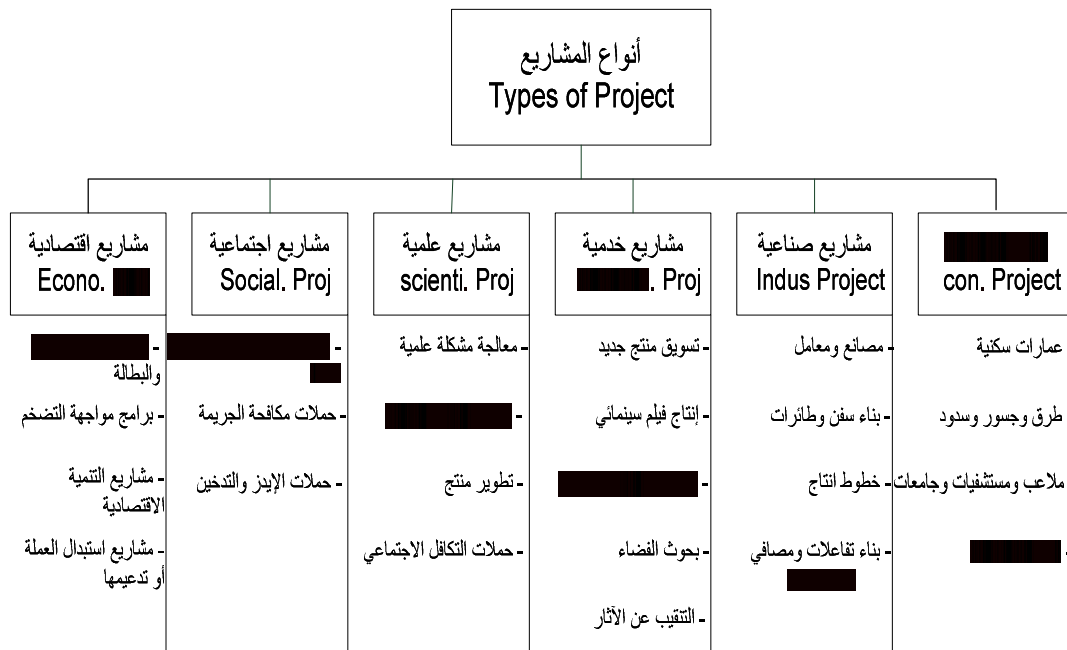 أنواع المشاريع
Types of Project
con. Project
عمارات سكنية
طرق وجسور وسدود
ملاعب ومستشفيات وجامعات
-
مشاريع صناعية
Indus Project
- مصانع ومعامل
- بناء سفن وطائرات
- خطوط انتاج
- بناء تفاعلات ومصافي
مشاريع خدمية
. Proj
- تسويق منتج جديد
- إنتاج فيلم سينمائي
-
- بحوث الفضاء
- التنقيب عن الآثار
مشاريع علمية
scienti. Proj
- معالجة مشكلة علمية
-
- تطوير منتج
- حملات التكافل الاجتماعي
مشاريع اجتماعية
Social. Proj
-
- حملات مكافحة الجريمة
- حملات الإيدز والتدخين
مشاريع اقتصادية
Econo.
-
والبطالة
- برامج مواجهة التضخم
- مشاريع التنمية
الاقتصادية
- مشاريع استبدال العملة
أو تدعيمها